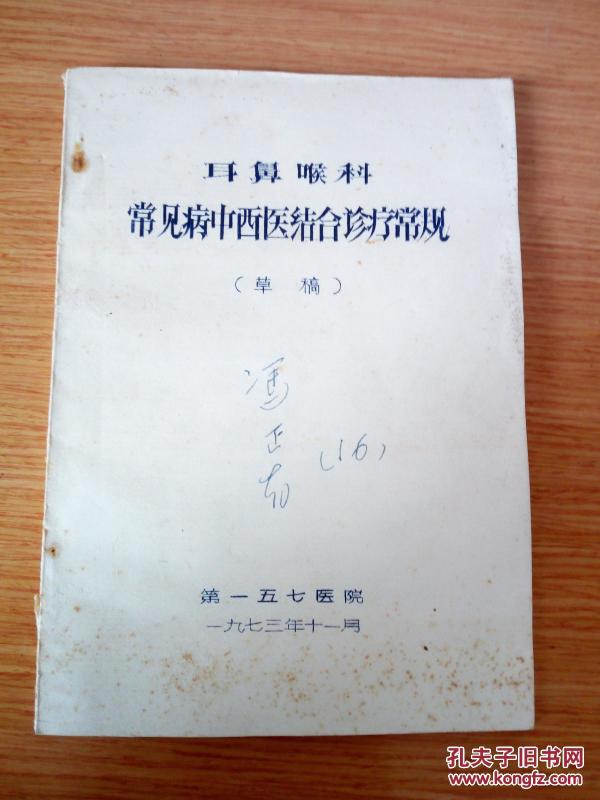 耳鼻喉科
常见病中西医结合诊疗常规
（草稿）
冯
正
(16)
第一五七医院
一九七三年十一月
孔夫子旧书网
www.kongfz.com